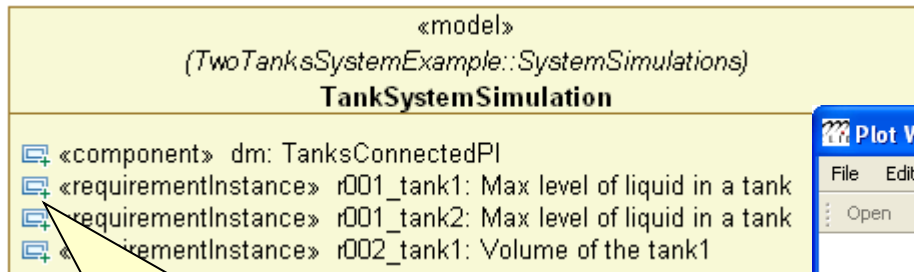 «model»
(TwoTanksSystemExample::SystemSimulations)
TankSystemSimulation
«component» dm: TanksConnectedPI
«requirementInstance» r001_tank1: Max level of liquid in a tank
requirementInstance» r001_tank2: Max level of liquid in a tank
rementInstance» r002_tank1: Volume of the tank1
Plot W
File Edit
Open